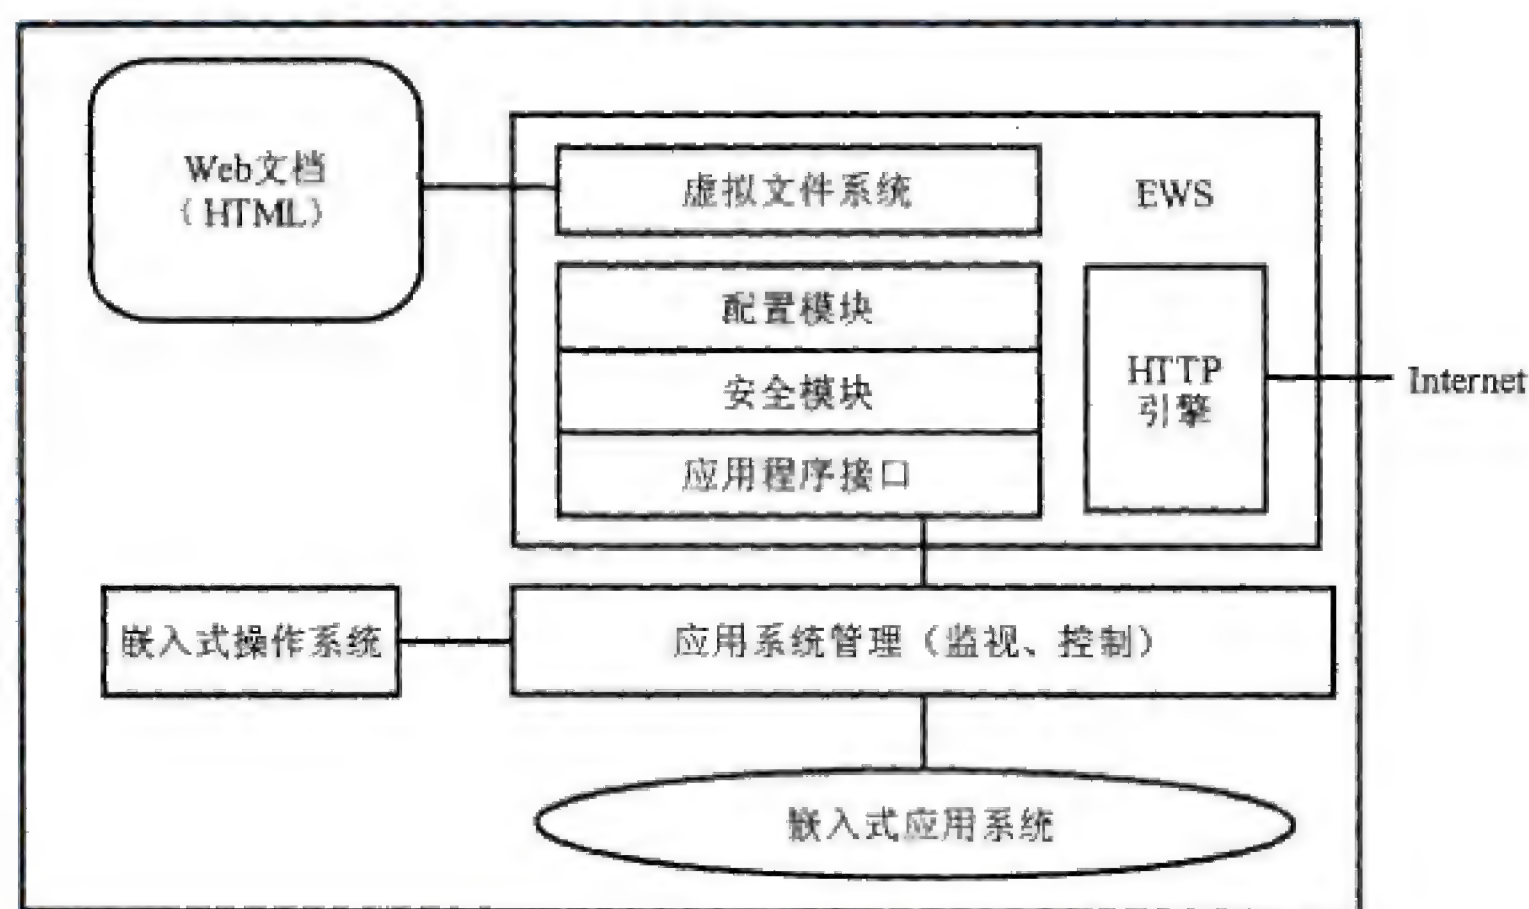 Web文档
(HTML)
虚拟文件系统
EWS
配置模块
安全模块
应用程序接口
HTTP
引擎
Internet
嵌入式操作系统
应用系统管理(监视、控制)
嵌入式应用系统